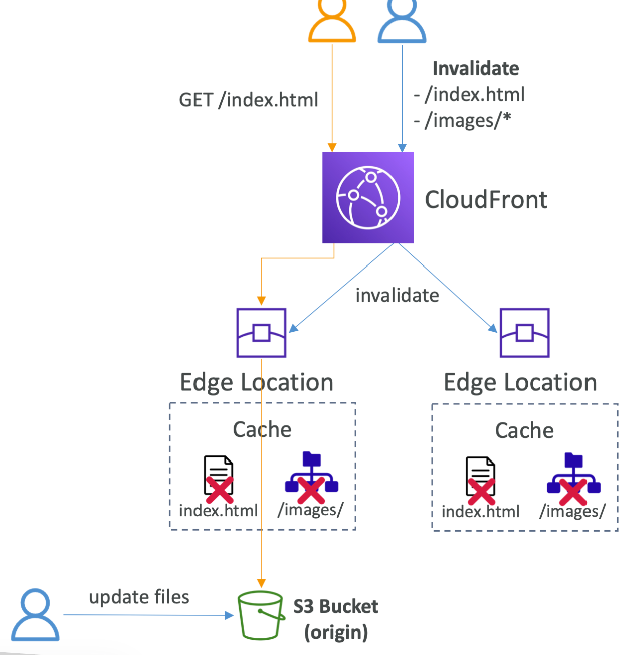 Invalidate
GET /index.html
- /index.html
- /images/*
CloudFront
invalidate
Edge Location
Edge Location
Cache
Cache
index.html
/images/
index.html
/images/
update files
S3 Bucket
(origin)